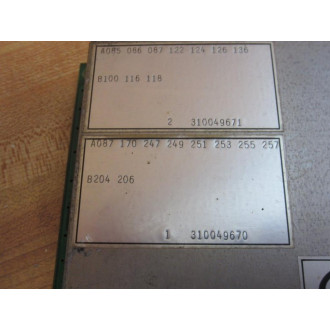 A085 086 087 122 124 126 136
B100 116 118
2 310049671
A087 170 247 249 251 253 255 257
B204 206
1 310049670